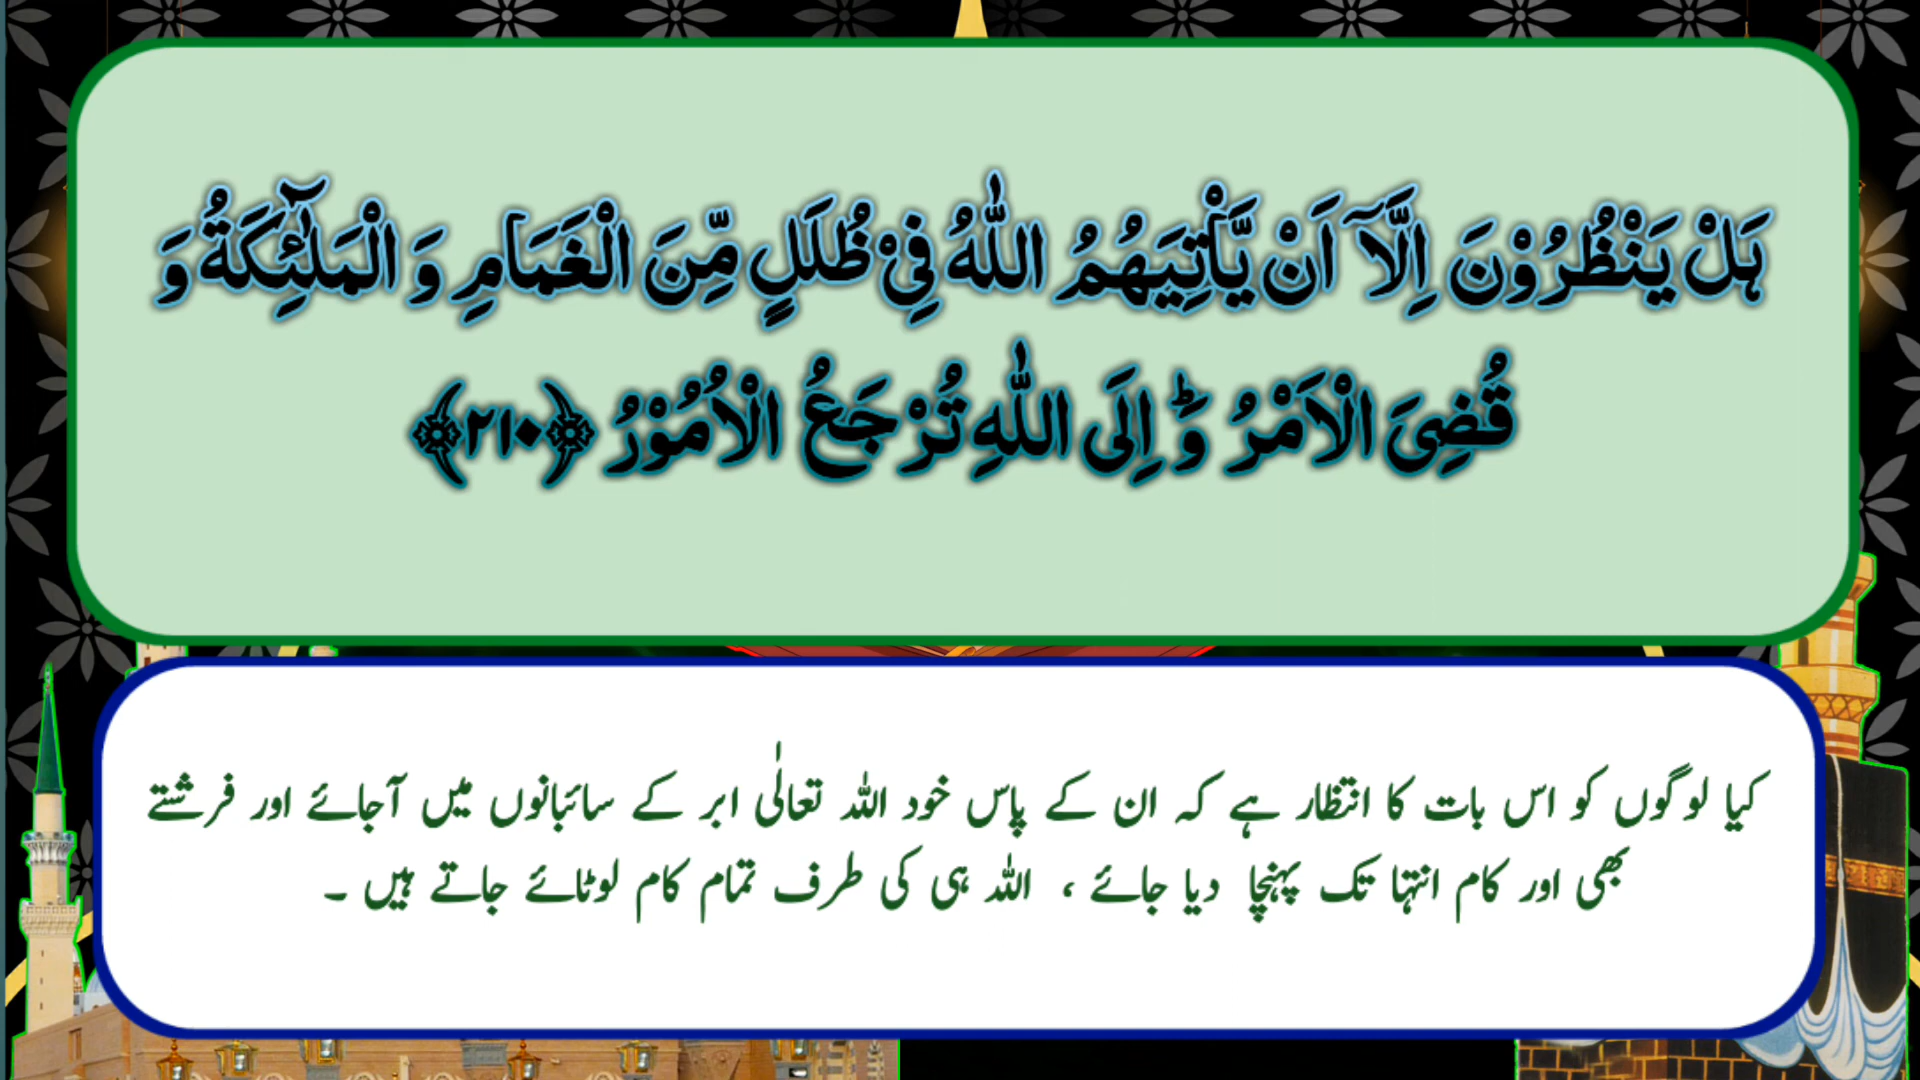 هَلْ یَنْظُرُوْنَ اِلَّاۤ اَنْ یَّاْتِیَهُمُ اللّٰهُ فِیْ ظُلَلٍ مِّنَ الْغَمَامِ وَ الْمَلٰٓئِكَةُ وَ
قُضِیَ الْاَمْرُ ؕ وَ اِلَی اللّٰهِ تُرْجَعُ الْاُمُوْرُ ﴿۲۱۰﴾
کیا لوگوں کو اس بات کا انتظار ہے کہ ان کے پاس خود اللہ تعالٰی ابر کے سائبانوں میں آجائے اور فرشتے
بھی اور کام انتہا تک پہنچا دیا جائے ، اللہ ہی کی طرف تمام کام لوٹائے جاتے ہیں ۔